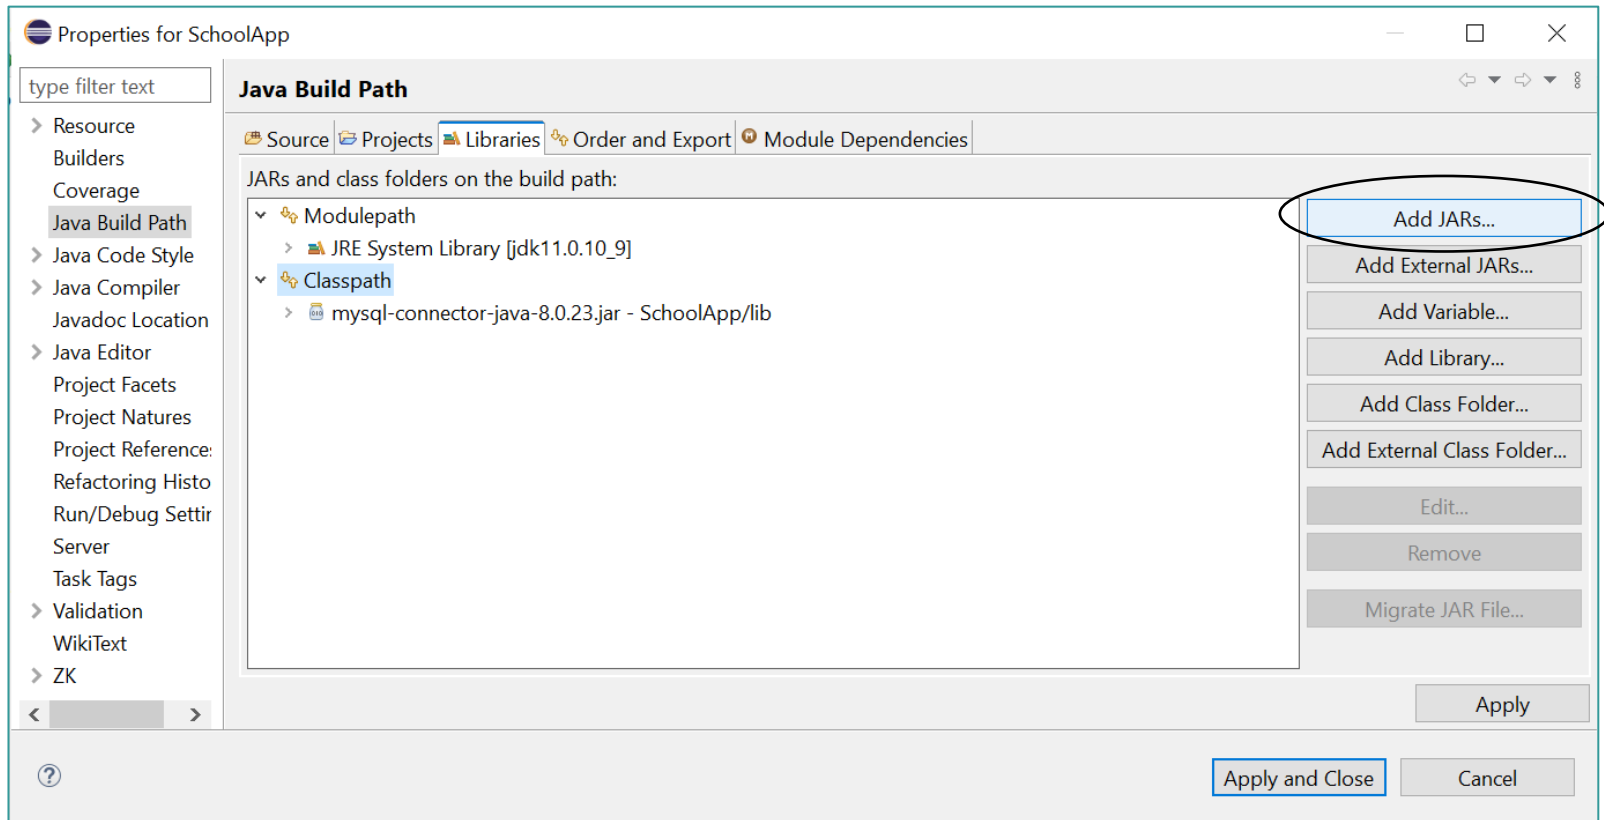 Properties for SchoolApp
type filter text
Resource
Builders
Coverage
Java Build Path
Java Code Style
Java Compiler
Javadoc Location
Java Editor
Project Facets
Project Natures
Project References
Refactoring Histo
Run/Debug Settin
Server
Task Tags
Validation
WikiText
ZK
Java Build Path
Source Projects Libraries Order and Export Module Dependencies
JARs and class folders on the build path:
Modulepath
JRE System Library [jdk11.0.10_9]
Classpath
mysql-connector-java-8.0.23.jar - SchoolApp/lib
Add JARs...
Add External JARs...
Add Variable...
Add Library...
Add Class Folder...
Add External Class Folder...
Edit...
Remove
Migrate JAR File...
Apply
Apply and Close Cancel